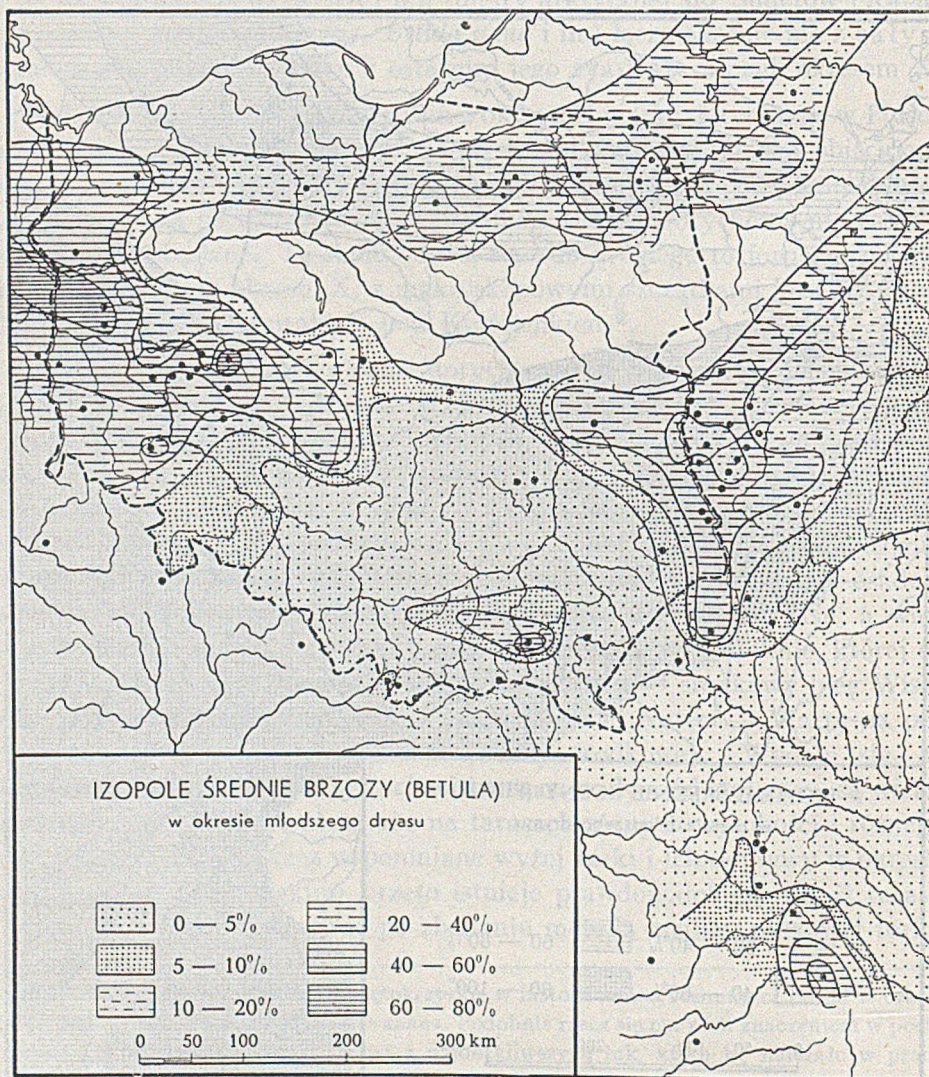 IZOPOLE ŚREDNIE BRZOZY (BETULA)
w okresie młodszego dryasu
0 — 5%
20 — 40%
5 — 10%
40 — 60%
10 — 20%
60 — 80%
0 50 100 200 300 km